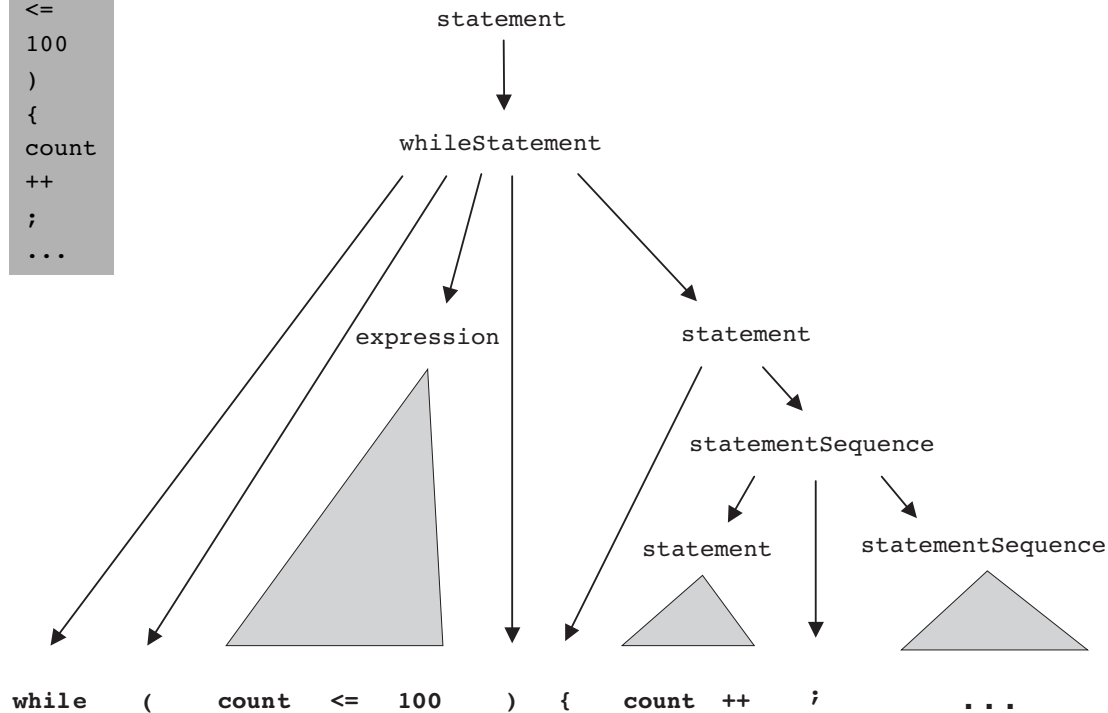 <=
100
)
{
count
++
;
...
statement
whileStatement
expression
statement
statementSequence
statement
statementSequence
while ( count <= 100 ) { count ++ ; ...